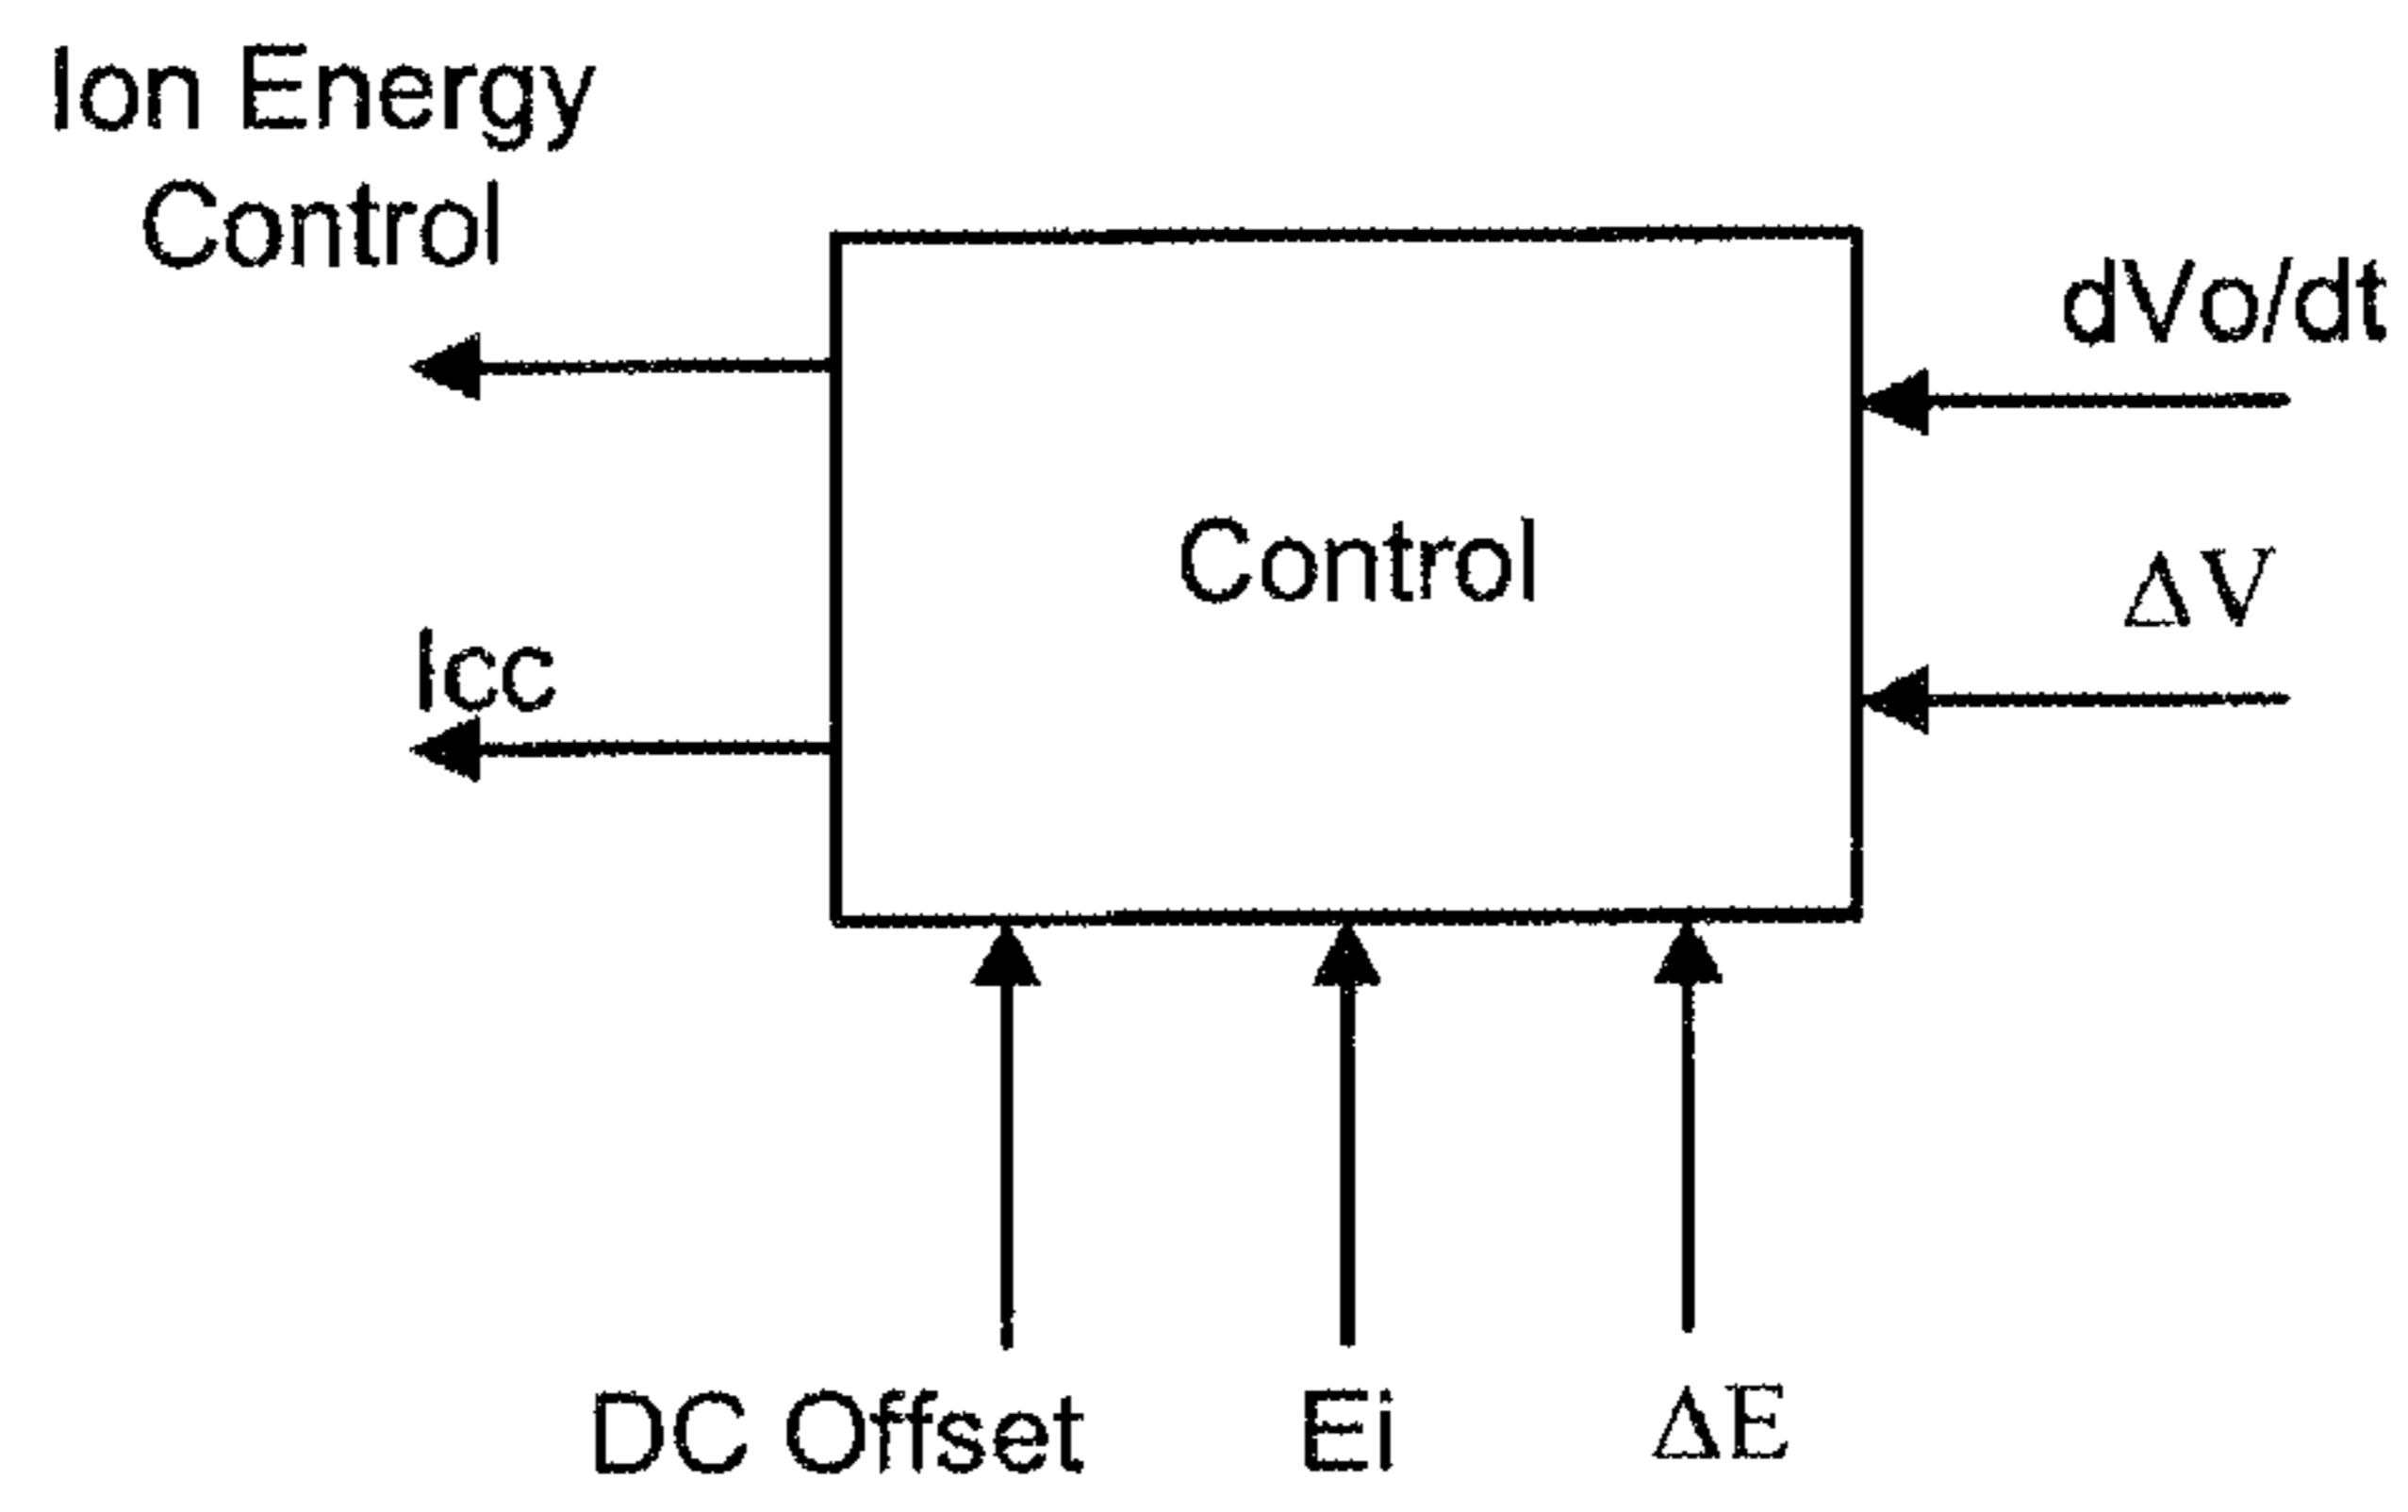 Ion Energy
Control
dVo/dt
Control
ΔV
Icc
DC Offset
Ei
ΔE